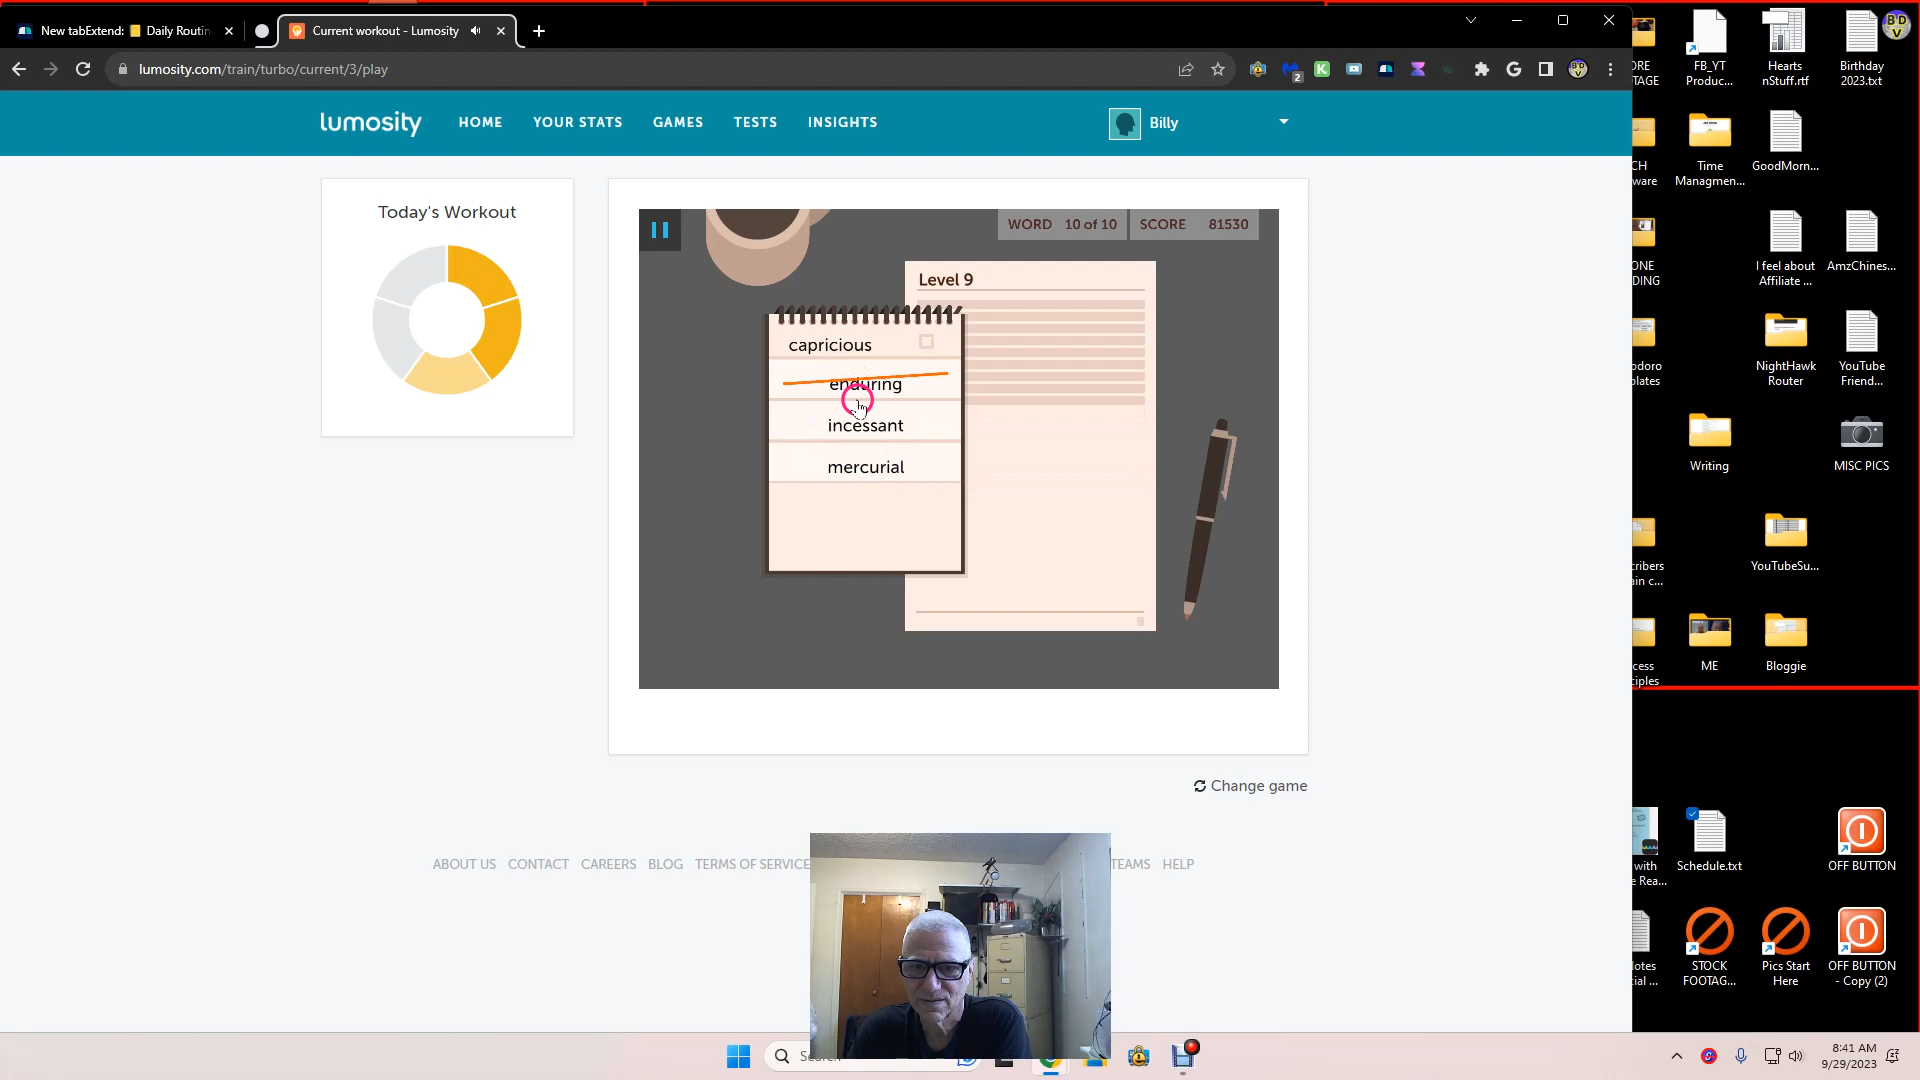 New tabExtend: Daily Routin
Current workout - Lumosity
lumosity.com/train/turbo/current/3/play
2
lumosity
HOME
YOUR STATS
GAMES
TESTS
INSIGHTS
Billy
Today's Workout
WORD 10 of 10
SCORE 81530
Level 9
capricious
enduring
incessant
mercurial
Change game
ABOUT US
CONTACT
CAREERS
BLOG
TERMS OF SERVICE
TEAMS
HELP
FB_YT
Produc...
Hearts
nStuff.rtf
Birthday
2023.txt
Time
Managmen...
GoodMorn...
I feel about
Affiliate ...
AmzChines...
NightHawk
Router
YouTube
Friend...
Writing
MISC PICS
YouTubeSu...
ME
Bloggie
Schedule.txt
OFF BUTTON
STOCK
FOOTAG...
Pics Start
Here
OFF BUTTON
- Copy (2)
8:41 AM
9/29/2023